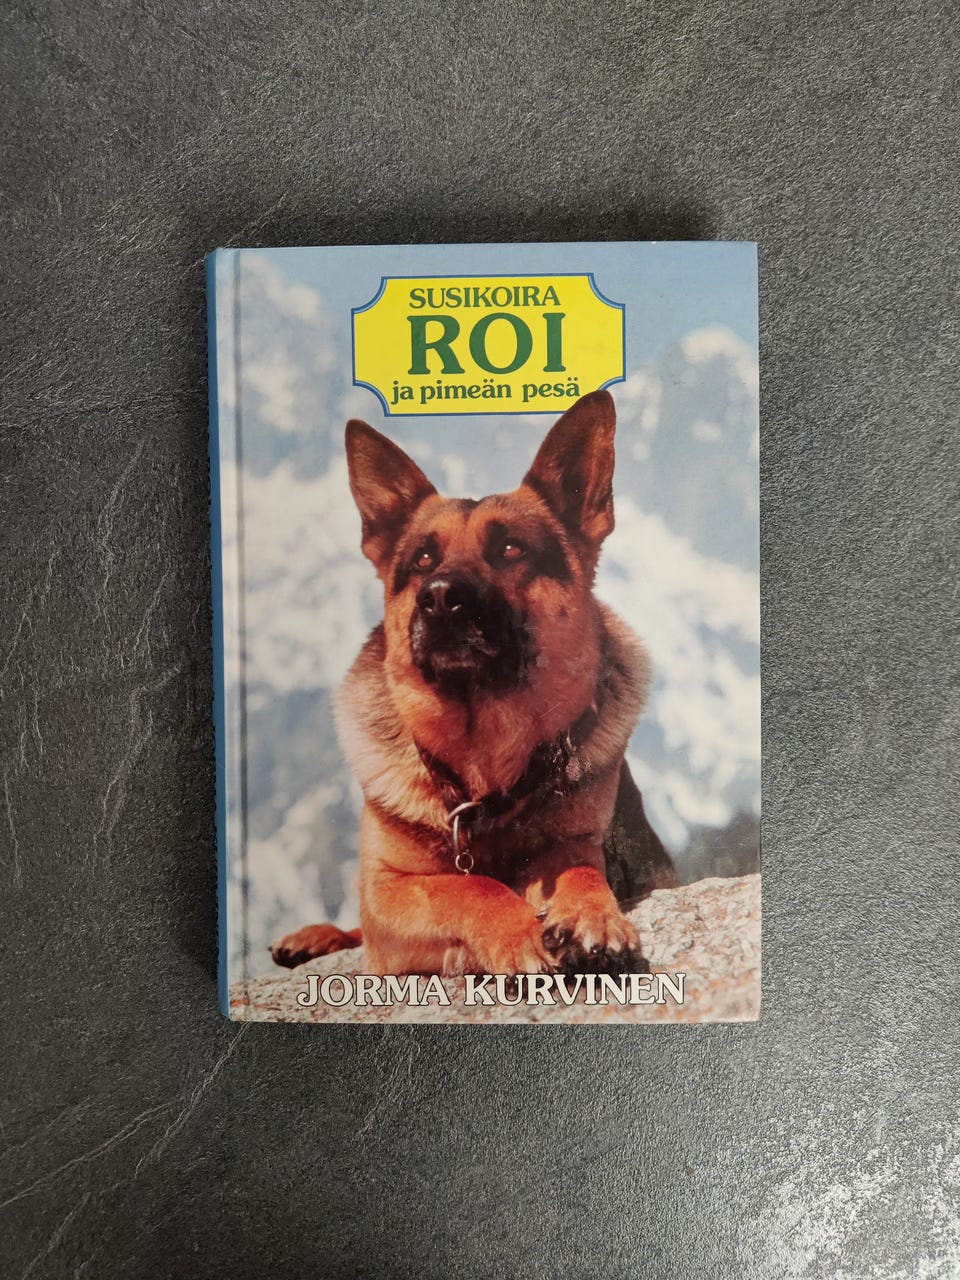 SUSIKOIRA
ROI
ja pimeän pesä
JORMA KURVINEN